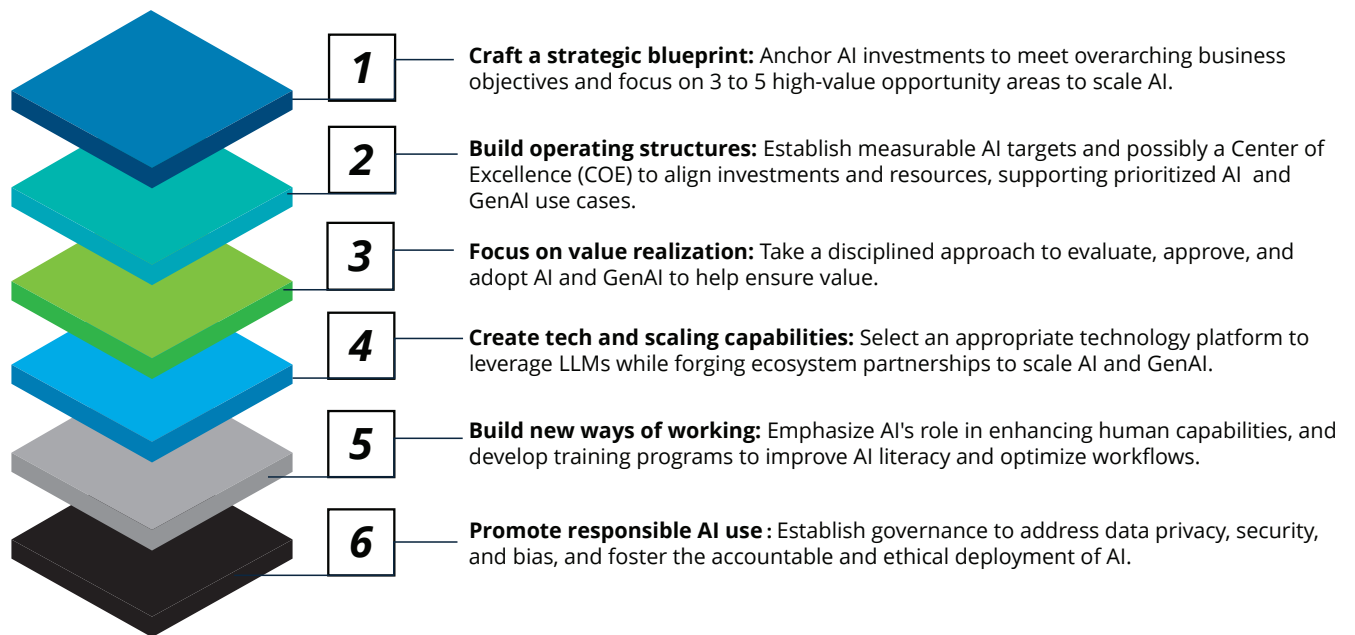 1
Craft a strategic blueprint: Anchor AI investments to meet overarching business
objectives and focus on 3 to 5 high-value opportunity areas to scale AI.
2
Build operating structures: Establish measurable AI targets and possibly a Center of
Excellence (COE) to align investments and resources, supporting prioritized AI and
GenAI use cases.
3
Focus on value realization: Take a disciplined approach to evaluate, approve, and
adopt AI and GenAI to help ensure value.
4
Create tech and scaling capabilities: Select an appropriate technology platform to
leverage LLMs while forging ecosystem partnerships to scale AI and GenAI.
5
Build new ways of working: Emphasize AI's role in enhancing human capabilities, and
develop training programs to improve AI literacy and optimize workflows.
6
Promote responsible AI use : Establish governance to address data privacy, security,
and bias, and foster the accountable and ethical deployment of AI.